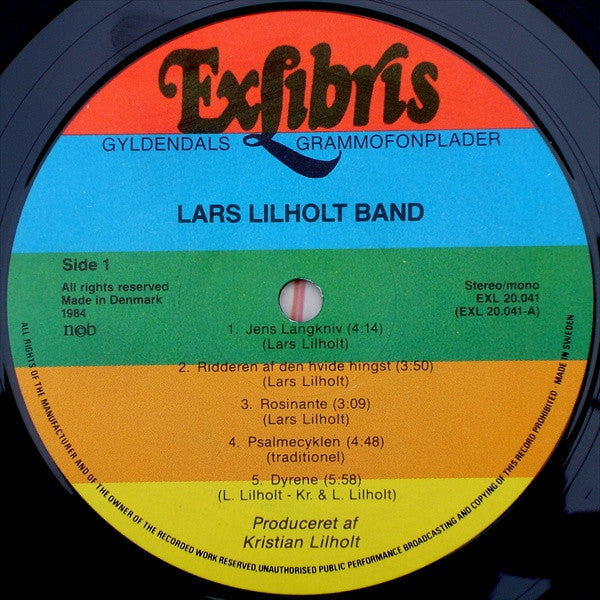 Exlibris
GYLDENDALS GRAMMOFONPLADER
LARS LILHOLT BAND
Side 1
All rights reserved
Made in Denmark
1984
ncb
Stereo/mono
EXL 20.041
(EXL 20.041-A)
1. Jens Langkniv (4:14)
(Lars Lilholt)
2. Ridderen af den hvide hingst (3:50)
(Lars Lilholt)
3. Rosinante (3:09)
(Lars Lilholt)
4. Psalmecyklen (4:48)
(traditionel)
5. Dyrene (5:58)
(L. Lilholt - Kr. & L. Lilholt)
Produceret af
Kristian Lilholt
ALL RIGHTS OF THE MANUFACTURER AND OF THE OWNER OF THE RECORDED WORK RESERVED, UNAUTHORISED PUBLIC PERFORMANCE BROADCASTING AND COPYING OF THIS RECORD PROHIBITED · MADE IN SWEDEN